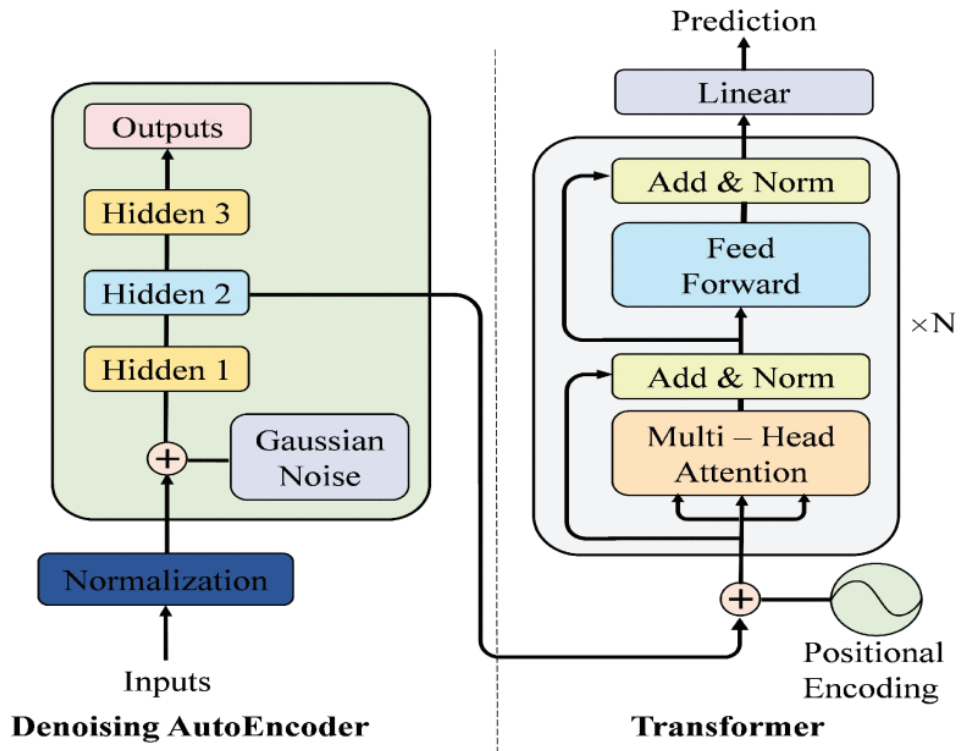 Outputs
Hidden 3
Hidden 2
Hidden 1
+
Gaussian
Noise
Normalization
Inputs
Denoising AutoEncoder
Prediction
Linear
Add & Norm
Feed
Forward
×N
Add & Norm
Multi – Head
Attention
+
Positional
Encoding
Transformer